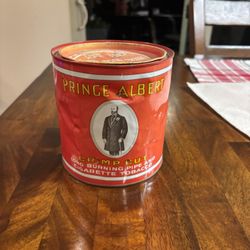 PRINCE ALBERT
CRIMP CUT
LONG BURNING PIPE AND
CIGARETTE TOBACCO